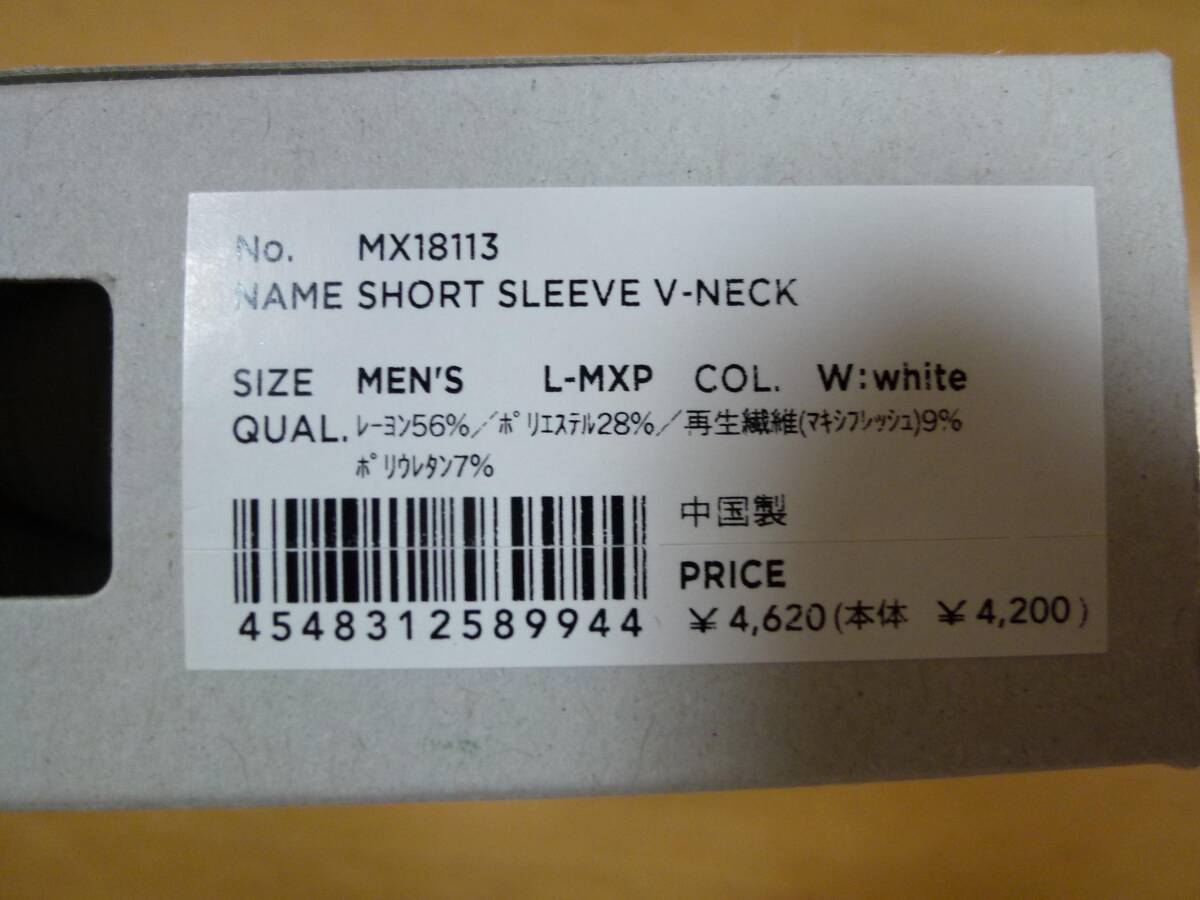 No. MX18113
NAME SHORT SLEEVE V-NECK
SIZE MEN'S L-MXP COL. W:white
QUAL. ﾚｰﾖﾝ56%／ﾎﾟﾘｴｽﾃﾙ28%／再生繊維(ﾏｷｼﾌﾚｯｼｭ)9%
ﾎﾟﾘｳﾚﾀﾝ7%
中国製
PRICE
4548312589944
￥4,620(本体 ￥4,200)